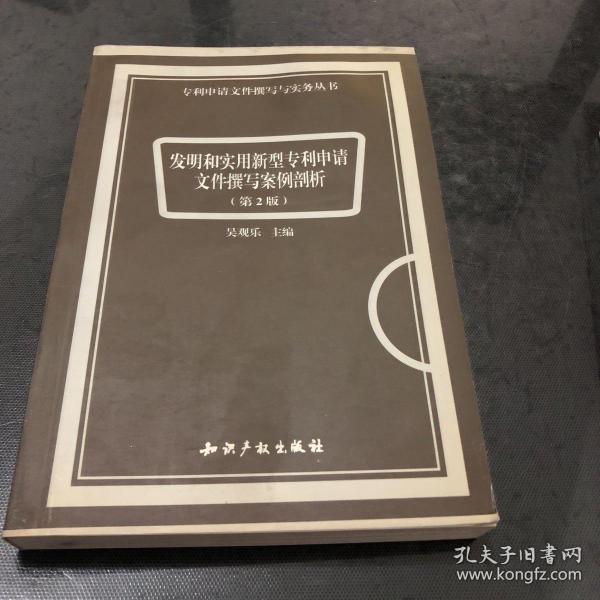 专利申请文件撰写与实务丛书
发明和实用新型专利申请
文件撰写案例剖析
(第2版)
吴观乐 主编
知识产权出版社
孔夫子旧书网
www.kongfz.com